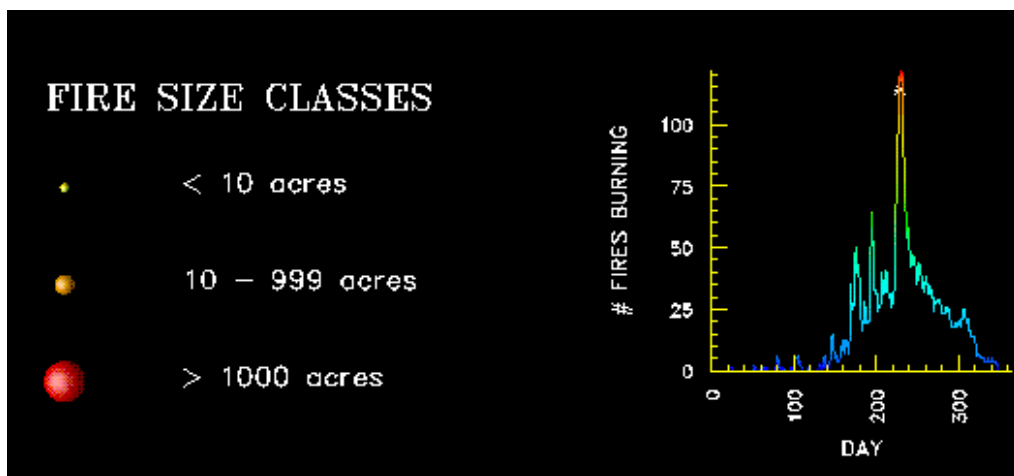 FIRE SIZE CLASSES
< 10 acres
10 – 999 acres
> 1000 acres
# FIRES BURNING
100
75
50
25
0
0 100 200 300
DAY